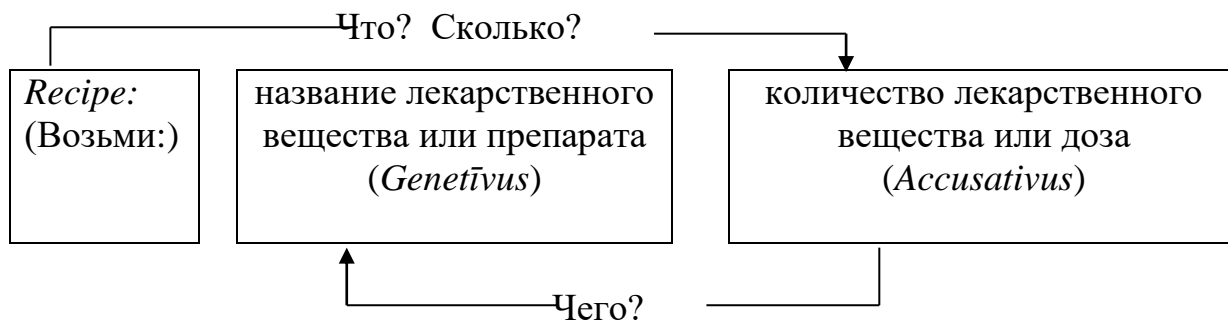 Что? Сколько?
Recipe:
(Возьми:)
название лекарственного
вещества или препарата
(Genetīvus)
количество лекарственного
вещества или доза
(Accusativus)
Чего?